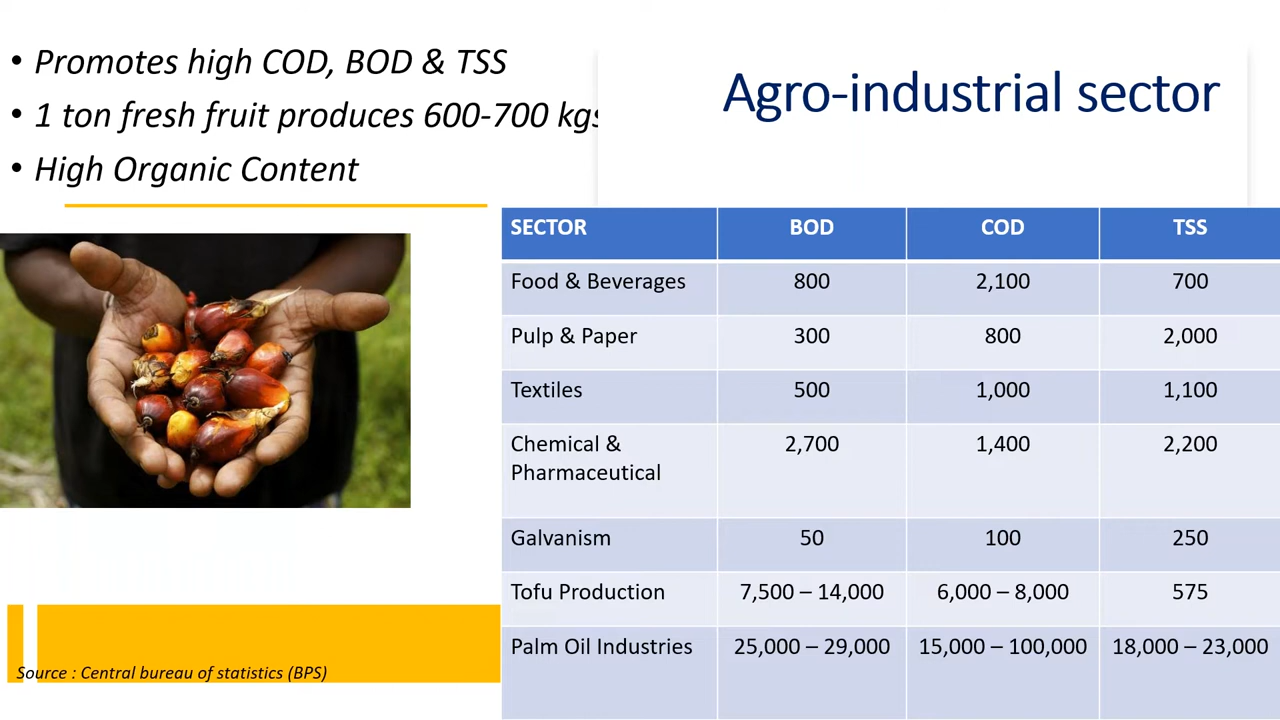 • Promotes high COD, BOD & TSS
• 1 ton fresh fruit produces 600-700 kgs
• High Organic Content
Agro-industrial sector
SECTOR BOD COD TSS
Food & Beverages 800 2,100 700
Pulp & Paper 300 800 2,000
Textiles 500 1,000 1,100
Chemical & 2,700 1,400 2,200
Pharmaceutical
Galvanism 50 100 250
Tofu Production 7,500 – 14,000 6,000 – 8,000 575
Palm Oil Industries 25,000 – 29,000 15,000 – 100,000 18,000 – 23,000
Source : Central bureau of statistics (BPS)